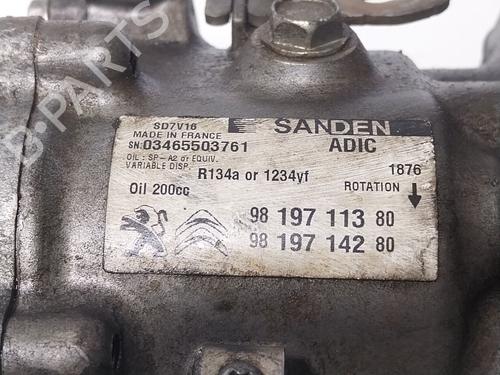 B-PARTS
SD7V16
SANDEN
MADE IN FRANCE
SN:03465503761
ADIC
OIL : SP-A2 or EQUIV.
VARIABLE DISP.
R134a or 1234yf
1876
Oil 200cc
ROTATION
98 197 113 80
98 197 142 80